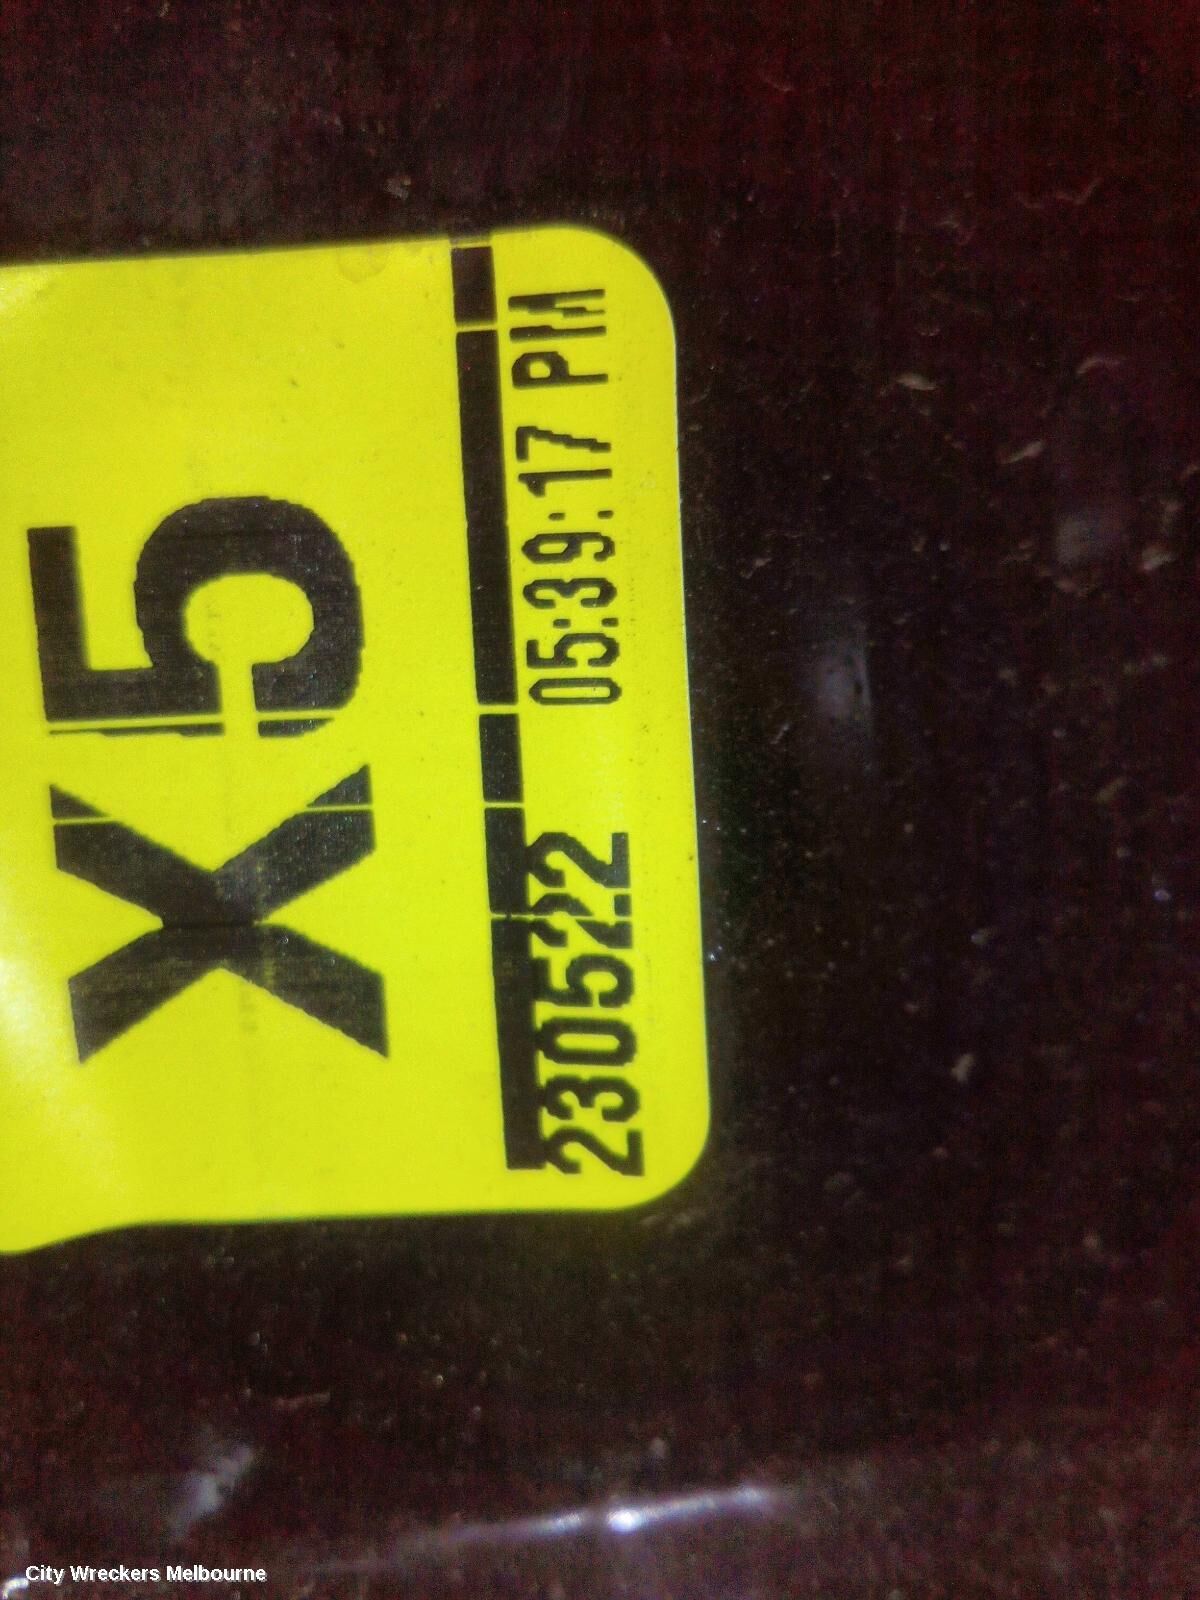 X5
230522 05:39:17 PM
City Wreckers Melbourne